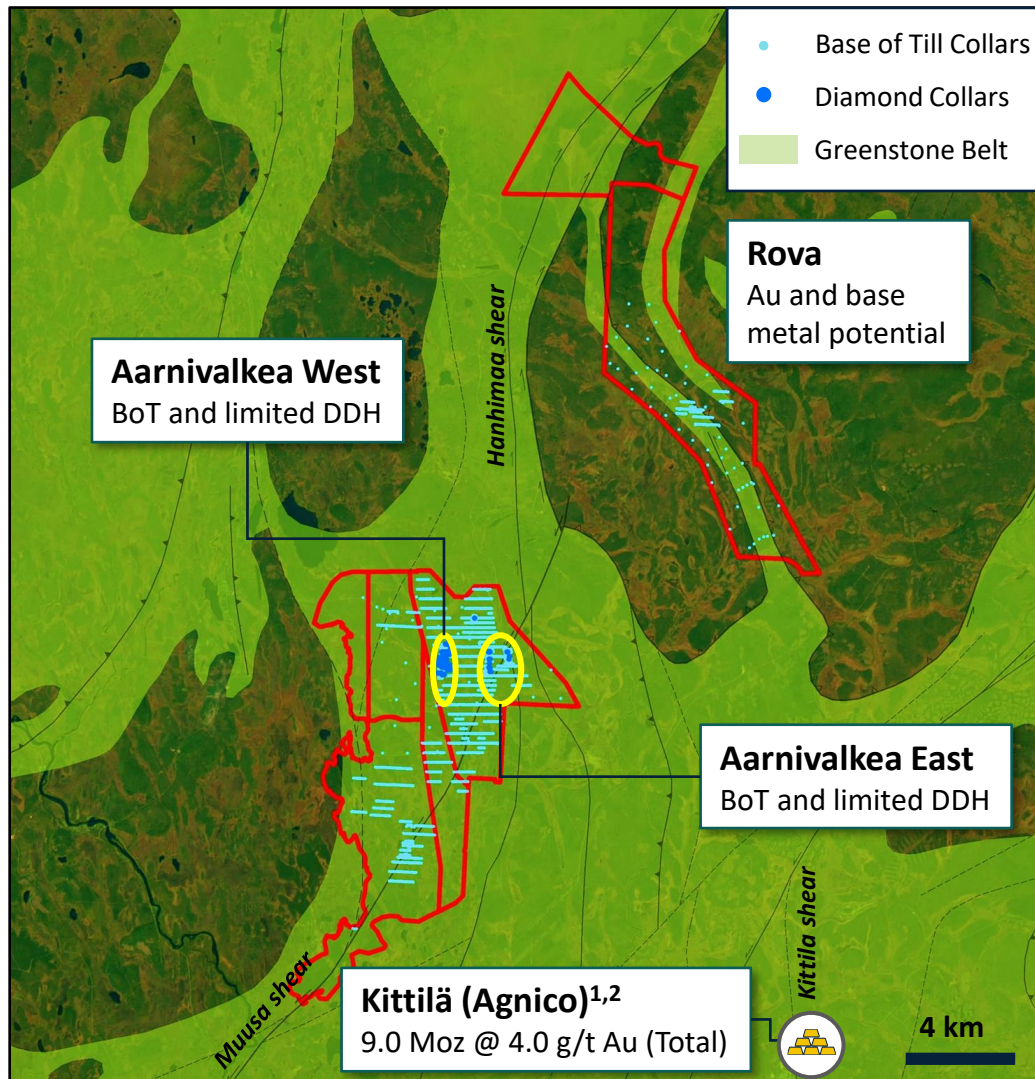 Base of Till Collars
Diamond Collars
Greenstone Belt
Rova
Au and base
metal potential
Hanhimaa shear
Aarnivalkea West
BoT and limited DDH
Aarnivalkea East
BoT and limited DDH
Kittila shear
Muusa shear
Kittilä (Agnico)1,2
9.0 Moz @ 4.0 g/t Au (Total)
4 km